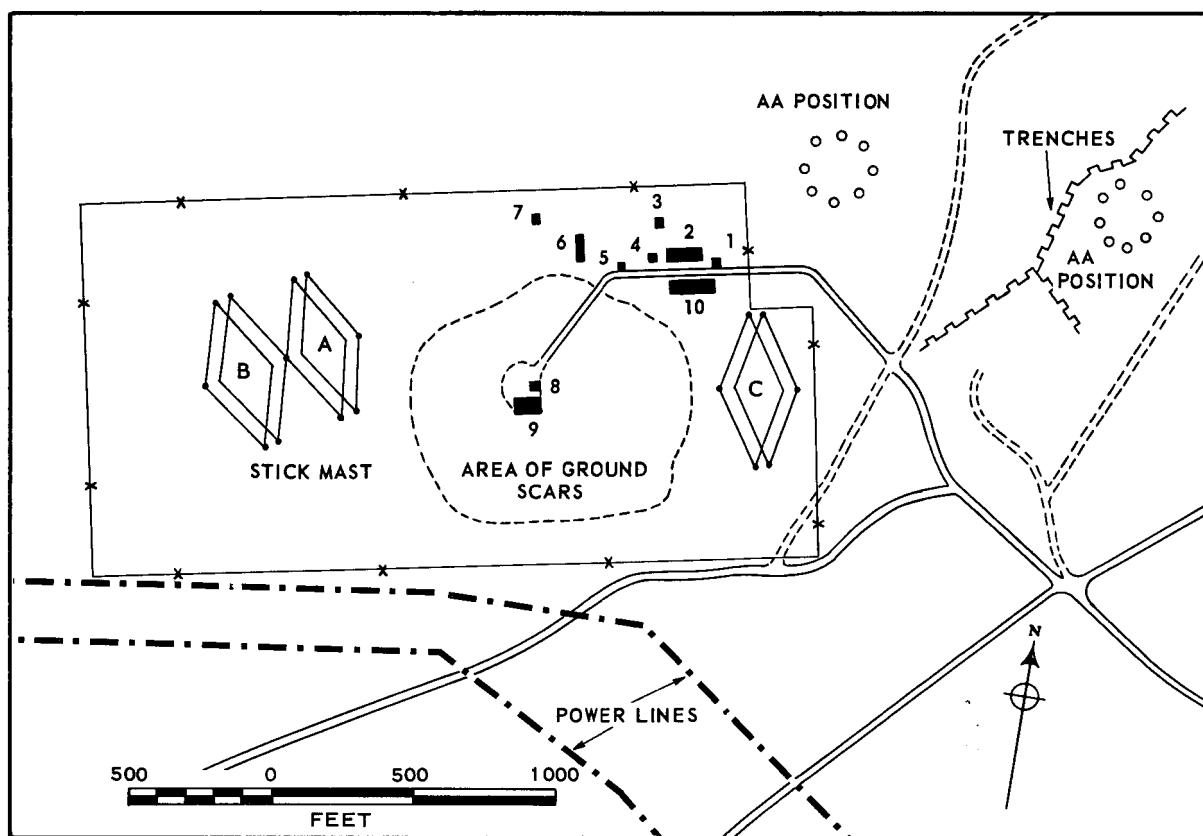 AA POSITION
TRENCHES
AA
POSITION
7
3
6
4
2
1
5
10
A
B
C
8
9
STICK MAST
AREA OF GROUND
SCARS
N
POWER LINES
500 0 500 1000
FEET